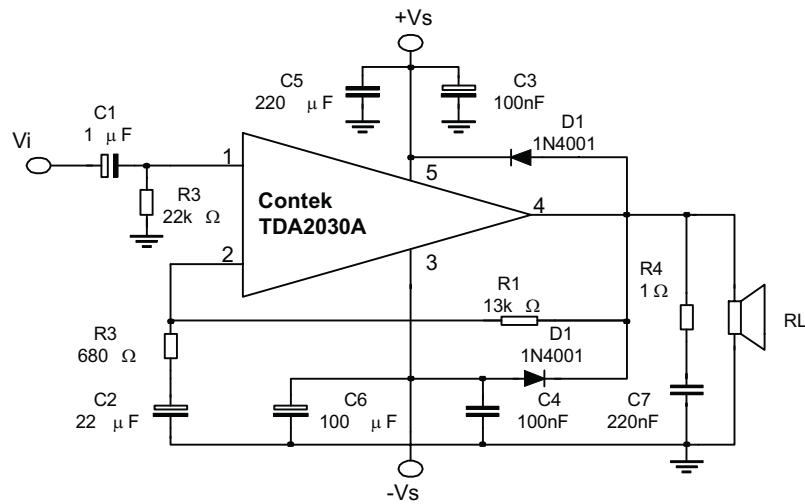 +Vs
C5
220 μF
C3
100nF
C1
1 μF
D1
1N4001
Vi
1
5
R3
22k Ω
Contek
TDA2030A
4
2
3
R1
13k Ω
R4
1Ω
RL
R3
680 Ω
D1
1N4001
C2
22 μF
C6
100 μF
C4
100nF
C7
220nF
-Vs